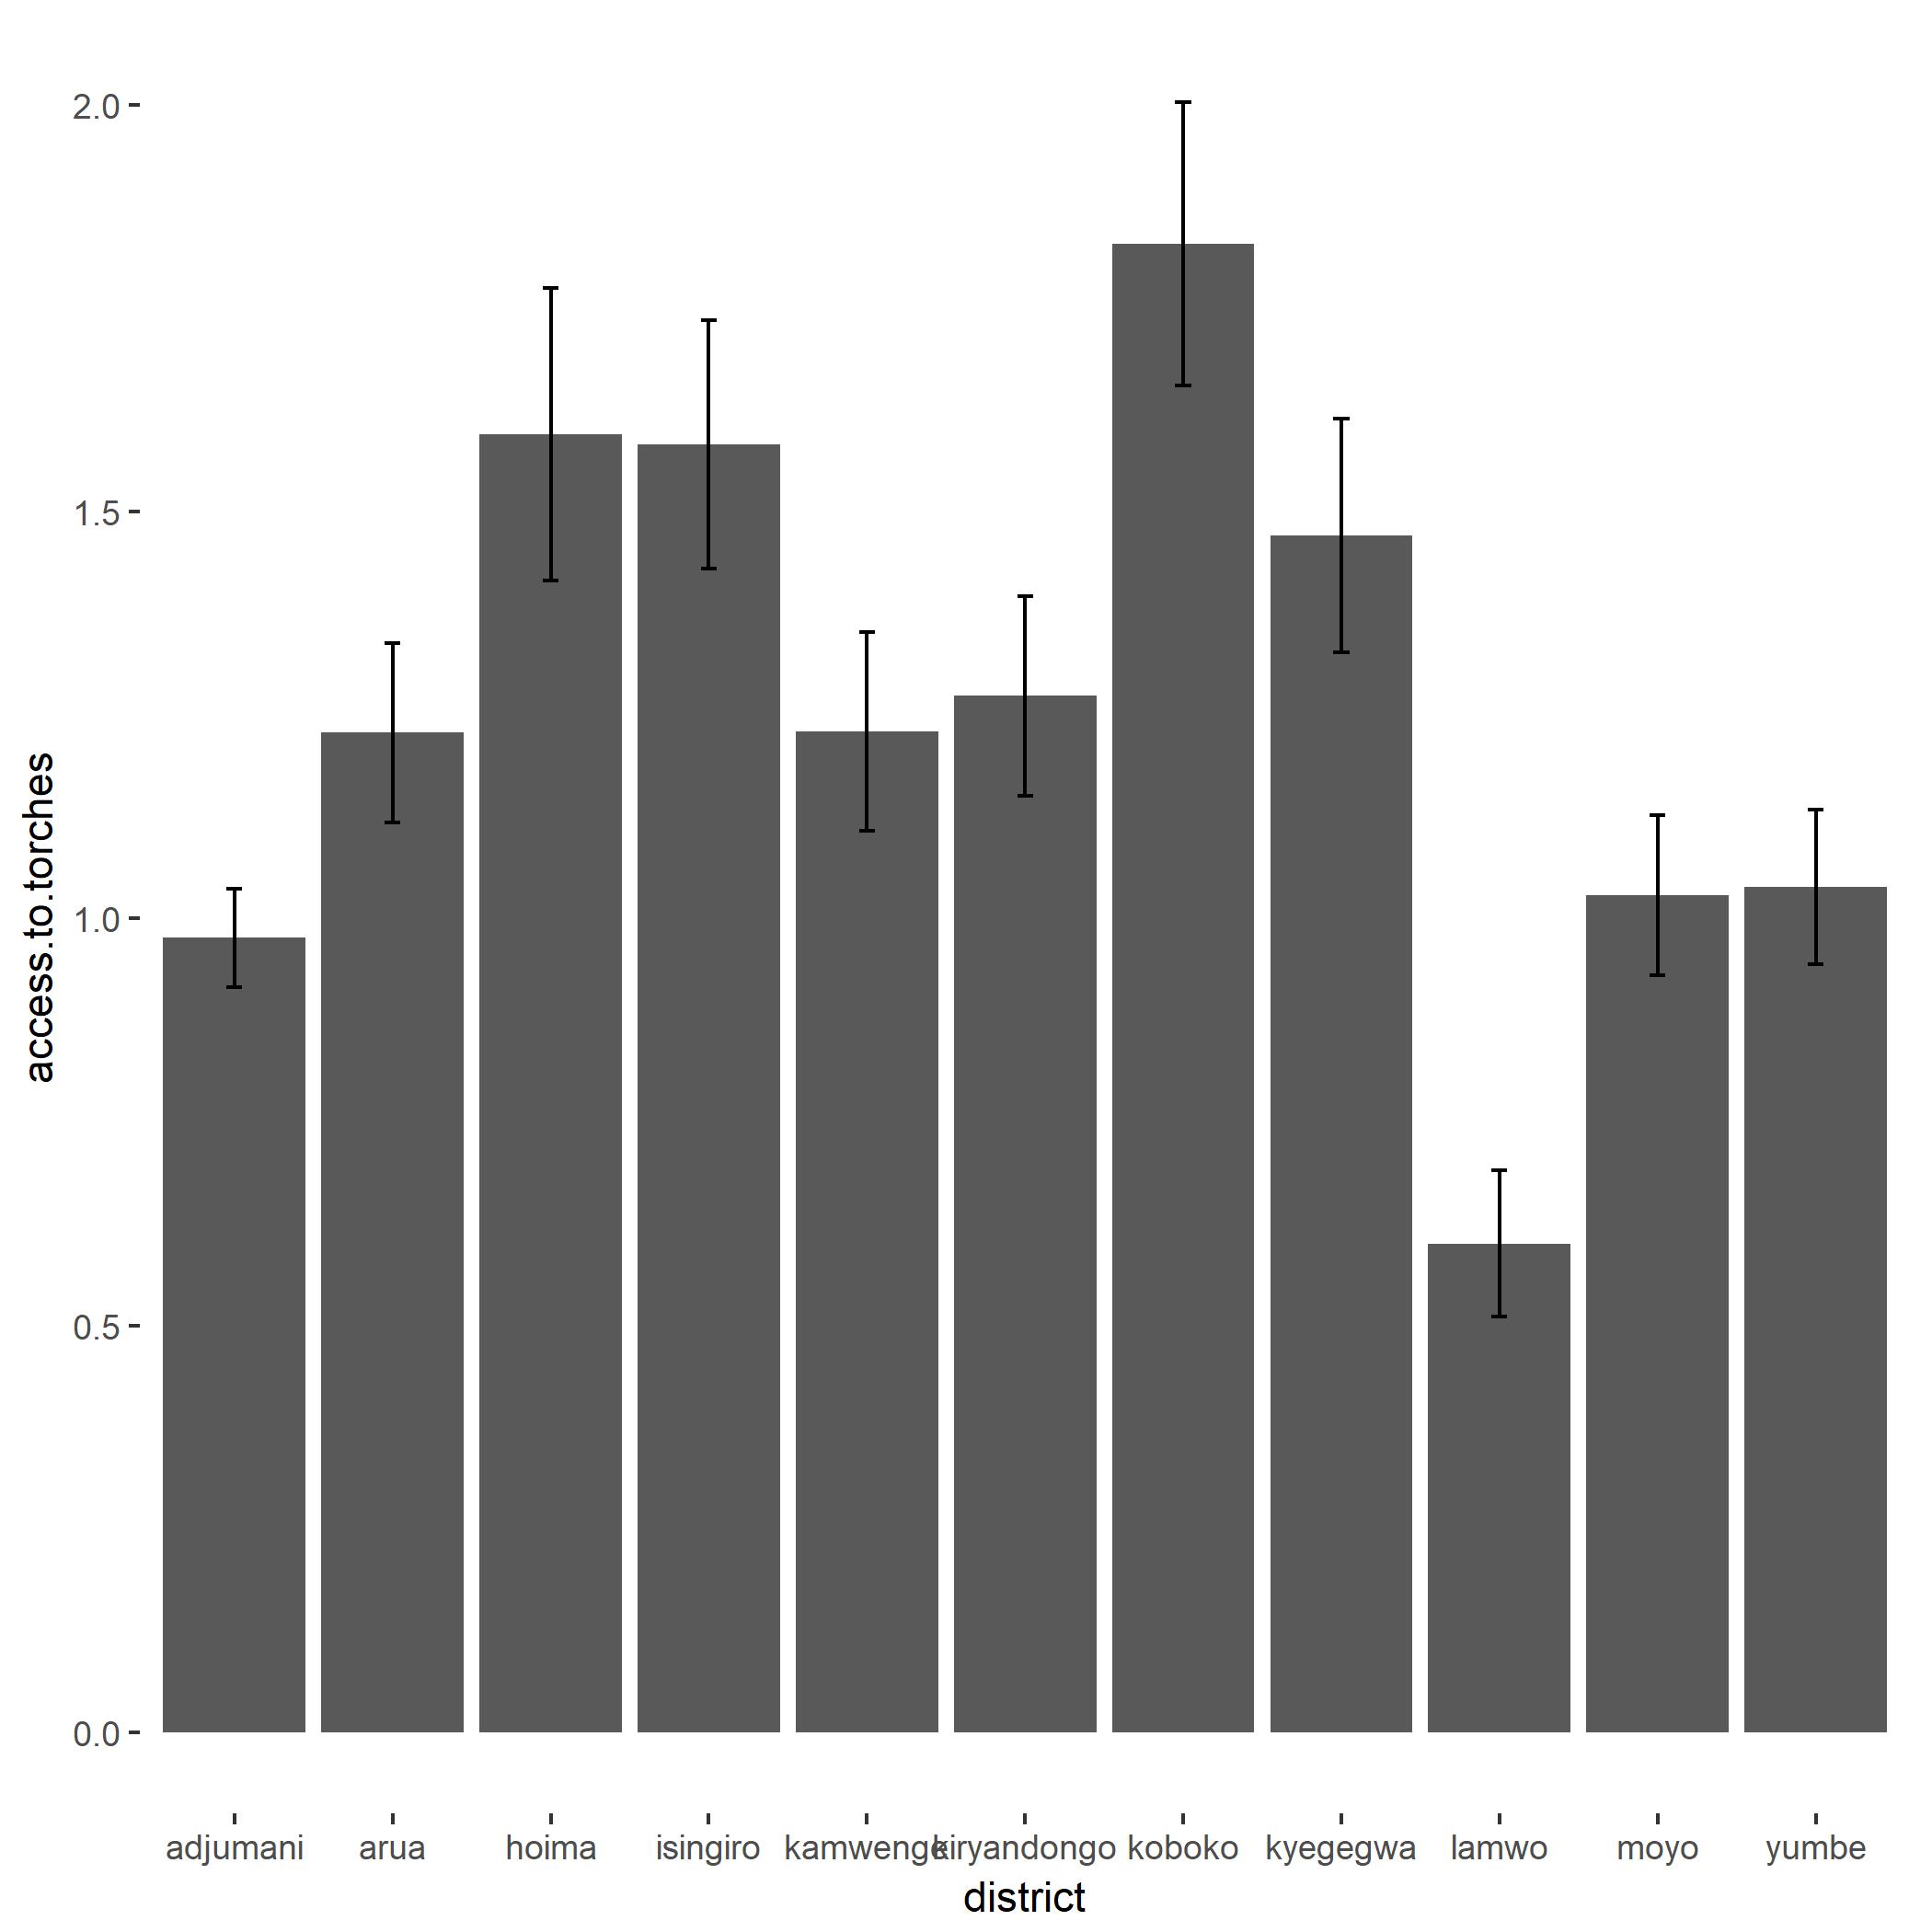 access.to.torches
2.0
1.5
1.0
0.5
0.0
adjumani arua hoima isingiro kamwenge kiryandongo koboko kyegegwa lamwo moyo yumbe
district